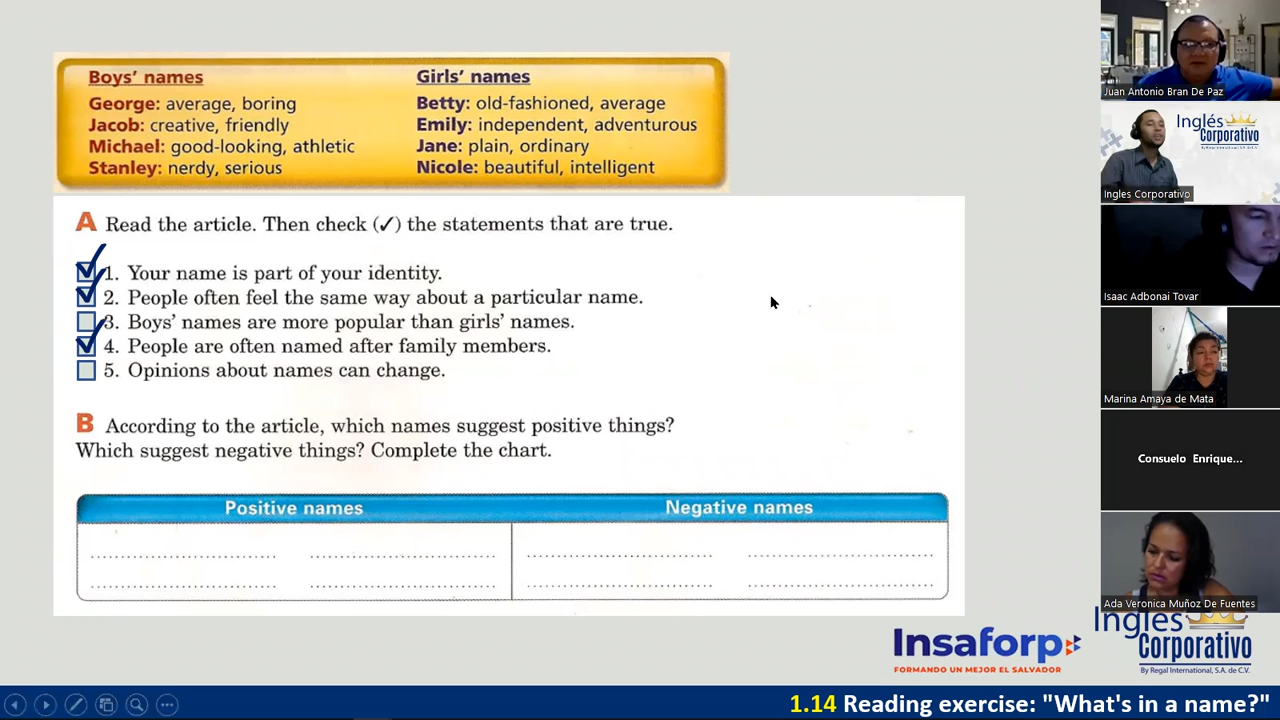 Boys' names
George: average, boring
Jacob: creative, friendly
Michael: good-looking, athletic
Stanley: nerdy, serious
Girls' names
Betty: old-fashioned, average
Emily: independent, adventurous
Jane: plain, ordinary
Nicole: beautiful, intelligent
A Read the article. Then check (✓) the statements that are true.
1. Your name is part of your identity.
2. People often feel the same way about a particular name.
3. Boys' names are more popular than girls' names.
4. People are often named after family members.
5. Opinions about names can change.
B According to the article, which names suggest positive things?
Which suggest negative things? Complete the chart.
Positive names
Negative names
Insaforp
FORMANDO UN MEJOR EL SALVADOR
Inglés
Corporativo
By Regal International, S.A. de C.V.
1.14 Reading exercise: "What's in a name?"
Juan Antonio Bran De Paz
Inglés
Corporativo
By Regal International, S.A. de C.V.
Ingles Corporativo
Isaac Adbonai Tovar
Marina Amaya de Mata
Consuelo Enrique...
Ada Veronica Muñoz De Fuentes